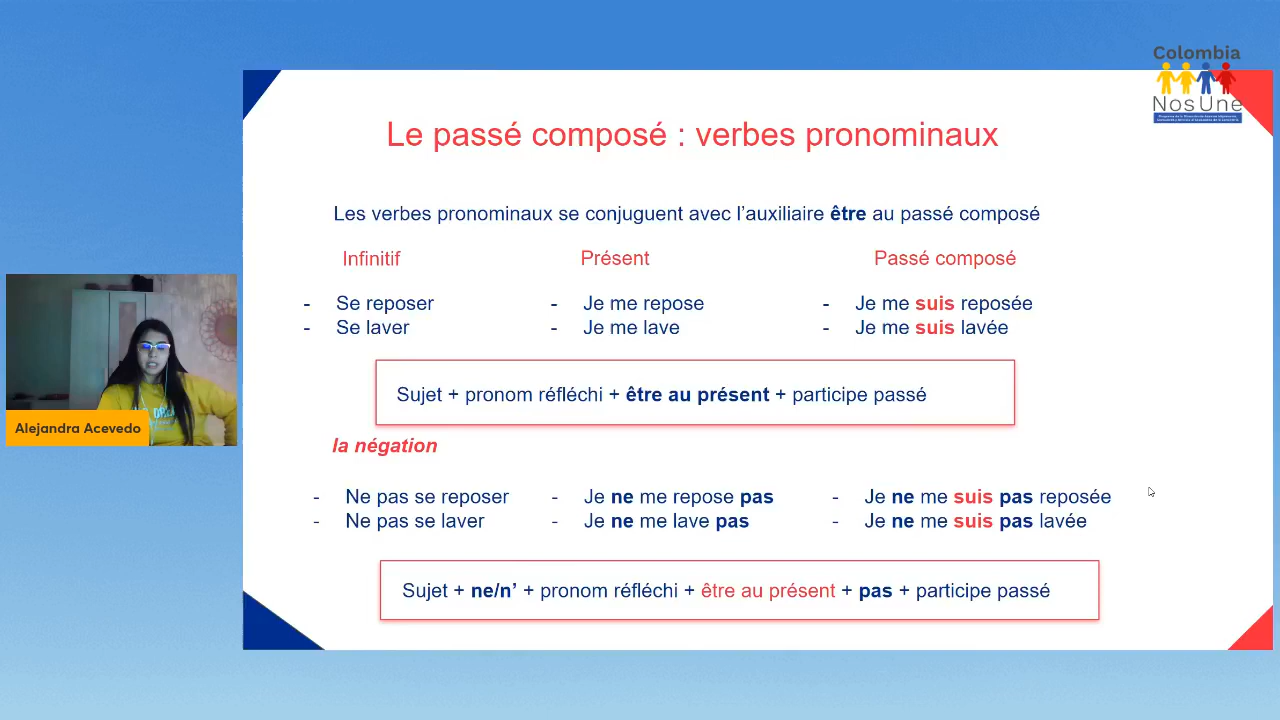 Colombia
NosUne
Le passé composé : verbes pronominaux
Les verbes pronominaux se conjuguent avec l’auxiliaire être au passé composé
Infinitif Présent Passé composé
- Se reposer - Je me repose - Je me suis reposée
- Se laver - Je me lave - Je me suis lavée
Sujet + pronom réfléchi + être au présent + participe passé
Alejandra Acevedo
la négation
- Ne pas se reposer - Je ne me repose pas - Je ne me suis pas reposée
- Ne pas se laver - Je ne me lave pas - Je ne me suis pas lavée
Sujet + ne/n’ + pronom réfléchi + être au présent + pas + participe passé